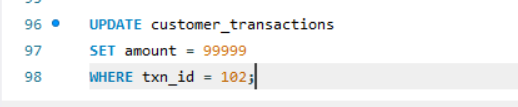 96 UPDATE customer_transactions
97 SET amount = 99999
98 WHERE txn_id = 102;